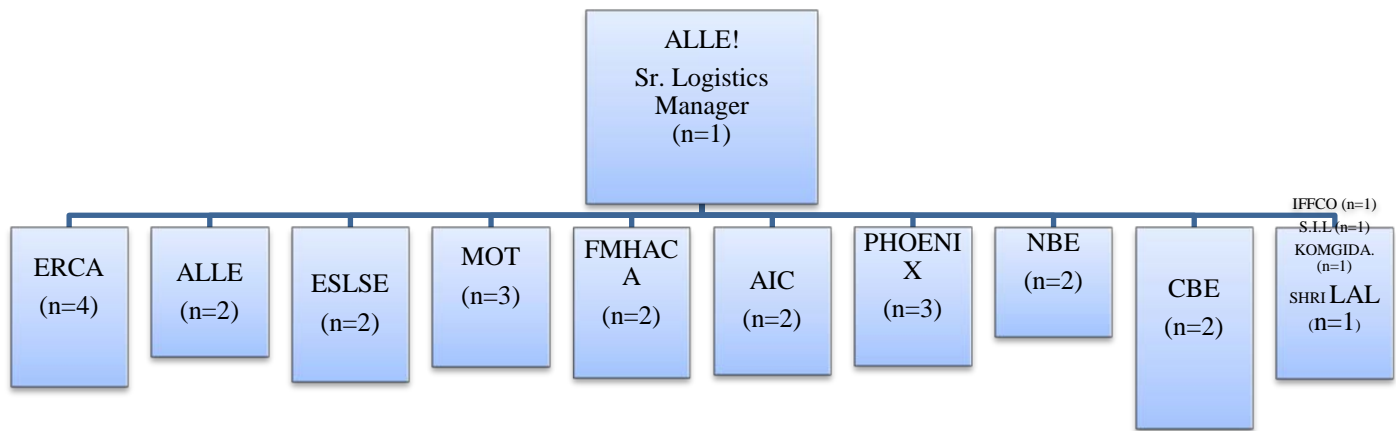 ALLE!
Sr. Logistics
Manager
(n=1)
ERCA
(n=4)
ALLE
(n=2)
ESLSE
(n=2)
MOT
(n=3)
FMHAC
A
(n=2)
AIC
(n=2)
PHOENI
X
(n=3)
NBE
(n=2)
CBE
(n=2)
IFFCO (n=1)
S.I.L (n=1)
KOMGIDA.
(n=1)
SHRI LAL
(n=1)